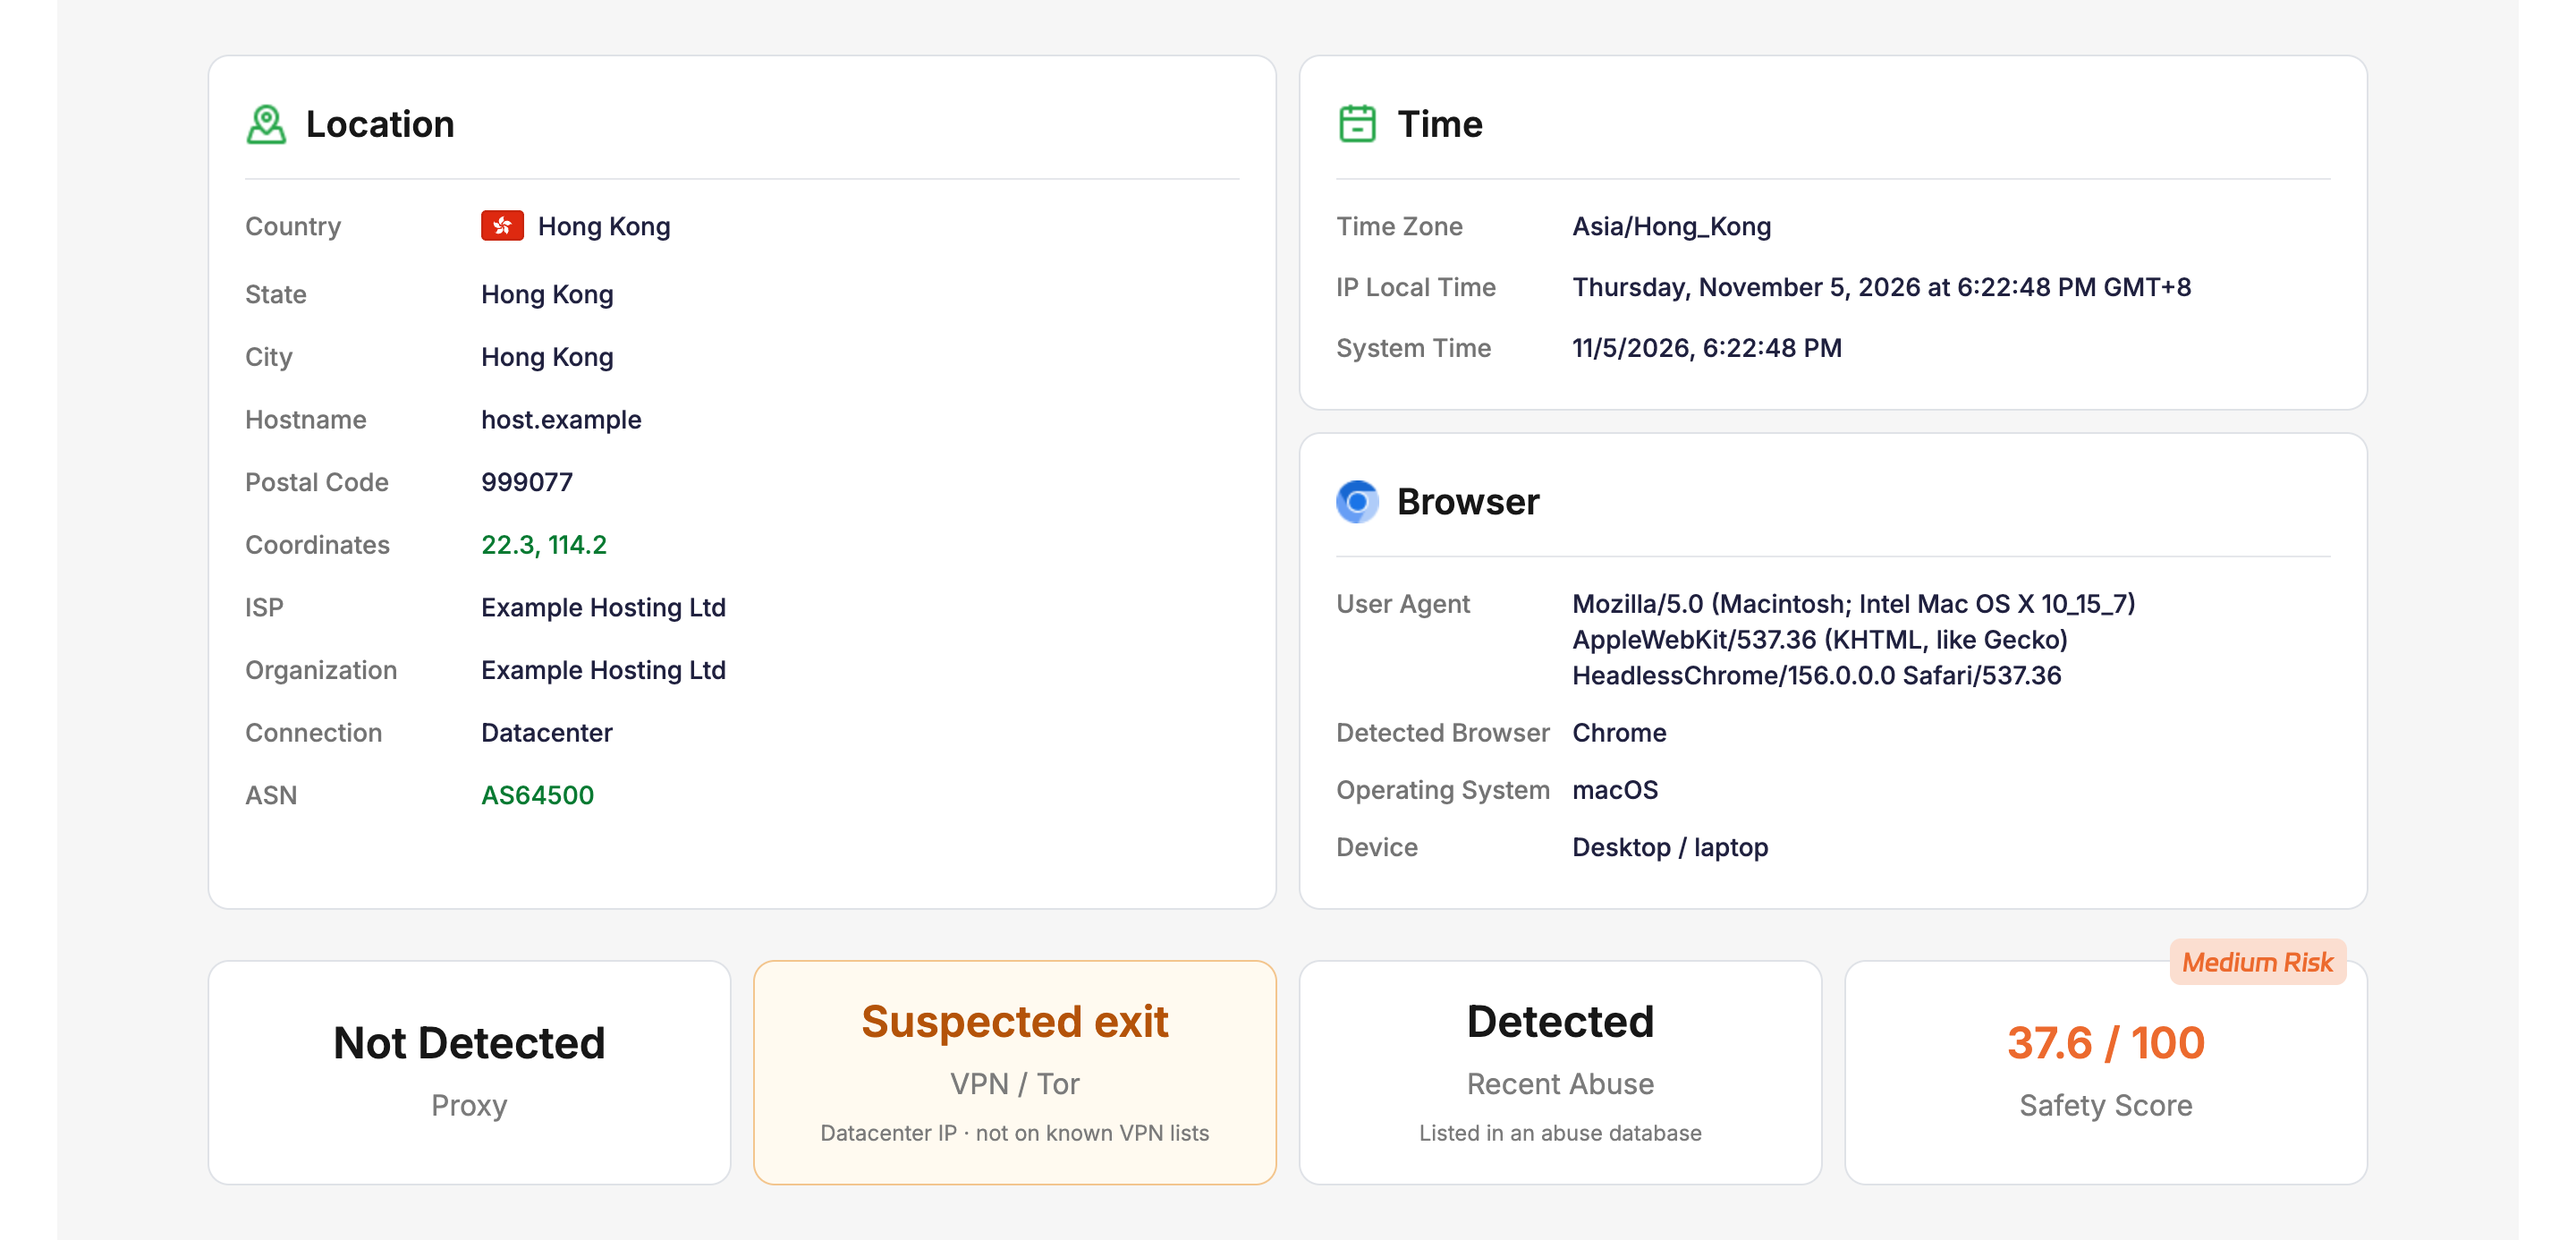 Location
Country Hong Kong
State Hong Kong
City Hong Kong
Hostname host.example
Postal Code 999077
Coordinates 22.3, 114.2
ISP Example Hosting Ltd
Organization Example Hosting Ltd
Connection Datacenter
ASN AS64500
Time
Time Zone Asia/Hong_Kong
IP Local Time Thursday, November 5, 2026 at 6:22:48 PM GMT+8
System Time 11/5/2026, 6:22:48 PM
Browser
User Agent Mozilla/5.0 (Macintosh; Intel Mac OS X 10_15_7)
AppleWebKit/537.36 (KHTML, like Gecko)
HeadlessChrome/156.0.0.0 Safari/537.36
Detected Browser Chrome
Operating System macOS
Device Desktop / laptop
Not Detected
Proxy
Suspected exit
VPN / Tor
Datacenter IP · not on known VPN lists
Detected
Recent Abuse
Listed in an abuse database
Medium Risk
37.6 / 100
Safety Score